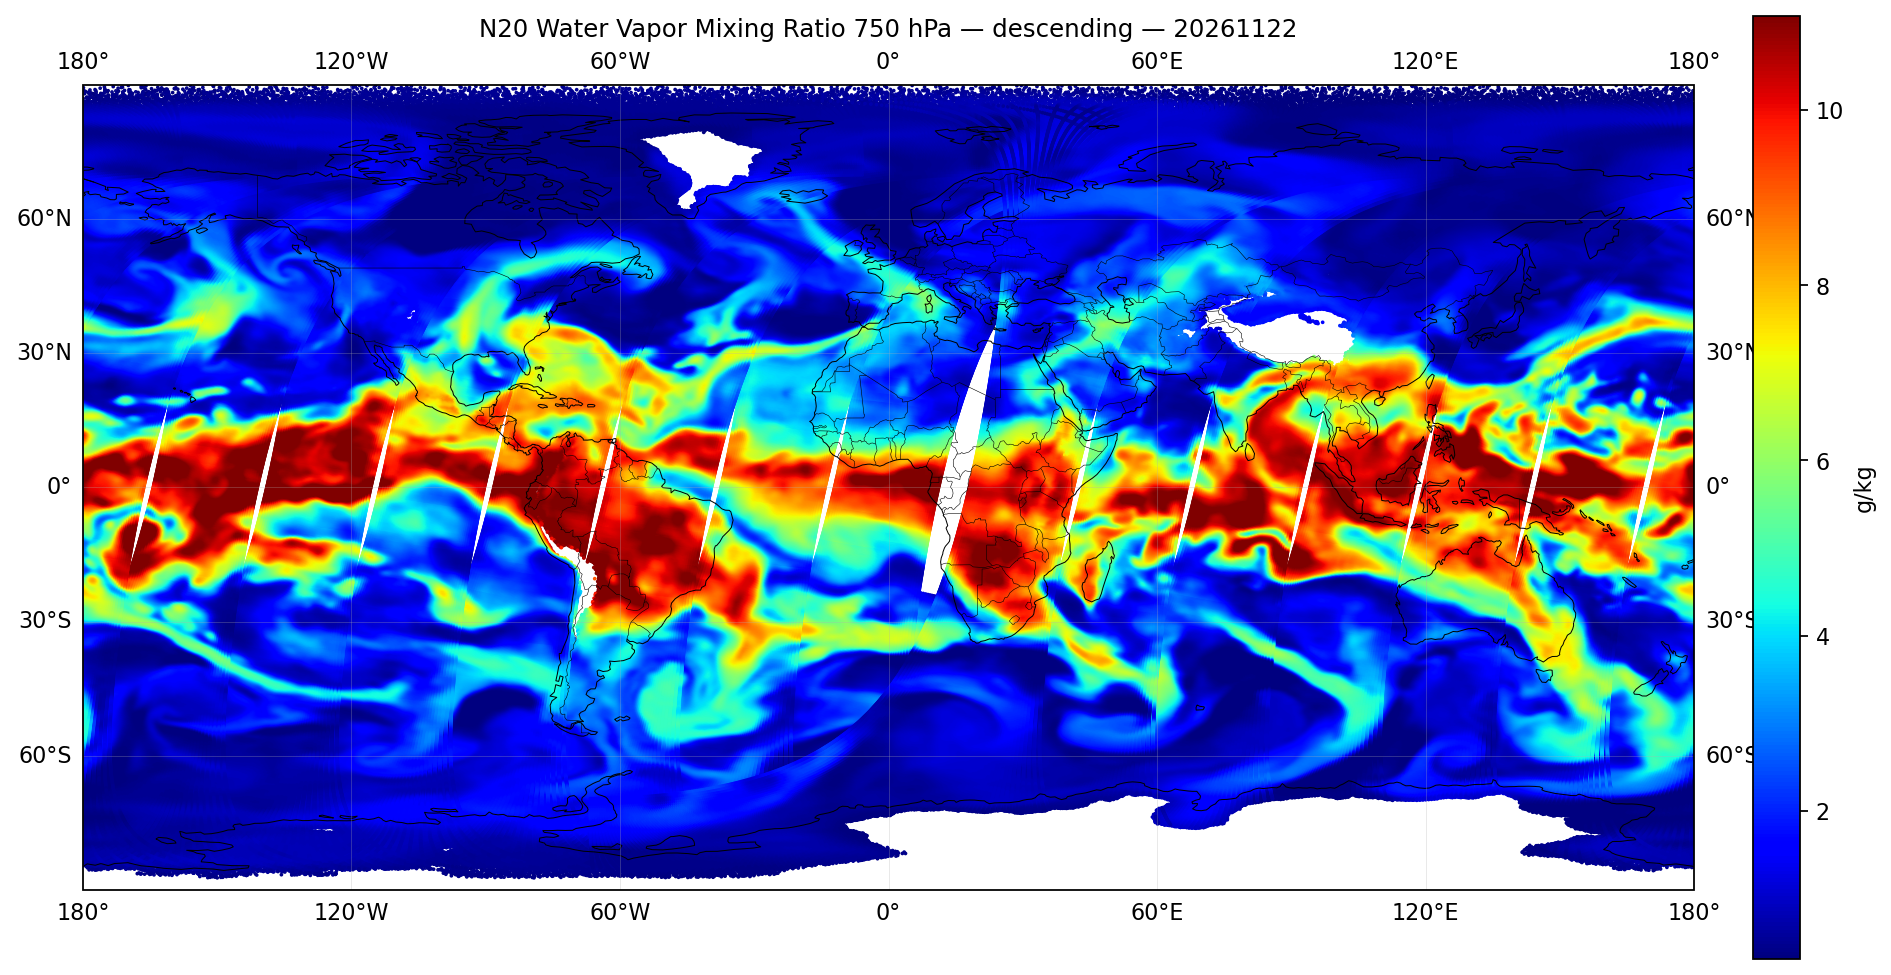 N20 Water Vapor Mixing Ratio 750 hPa — descending — 20261122
180° 120°W 60°W 0° 60°E 120°E 180°
60°N 60°N
30°N 30°N
0° 0°
30°S 30°S
60°S 60°S
180° 120°W 60°W 0° 60°E 120°E 180°
10
8
6
4
2
g/kg